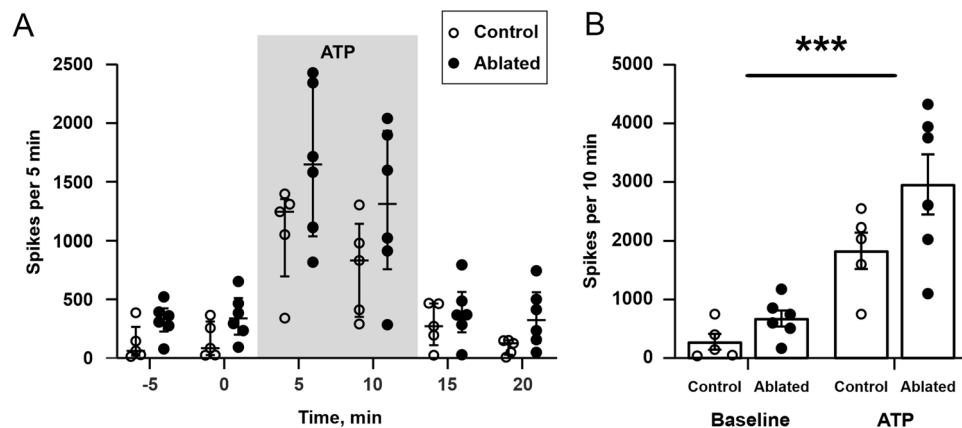 A
Control
Ablated
ATP
Spikes per 5 min
2500
2000
1500
1000
500
0
-5
0
5
10
15
20
Time, min
B
***
Spikes per 10 min
5000
4000
3000
2000
1000
0
Control
Ablated
Control
Ablated
Baseline
ATP